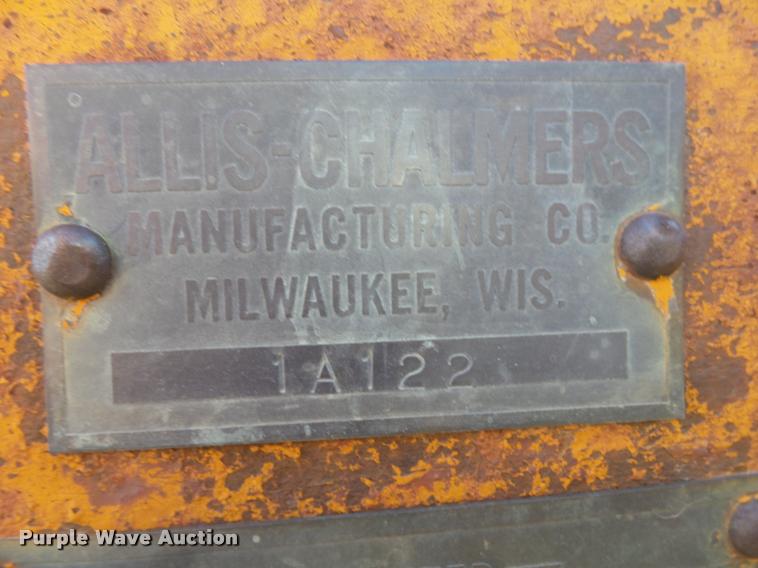 ALLIS-CHALMERS
MANUFACTURING CO.
MILWAUKEE, WIS.
1A122
Purple Wave Auction